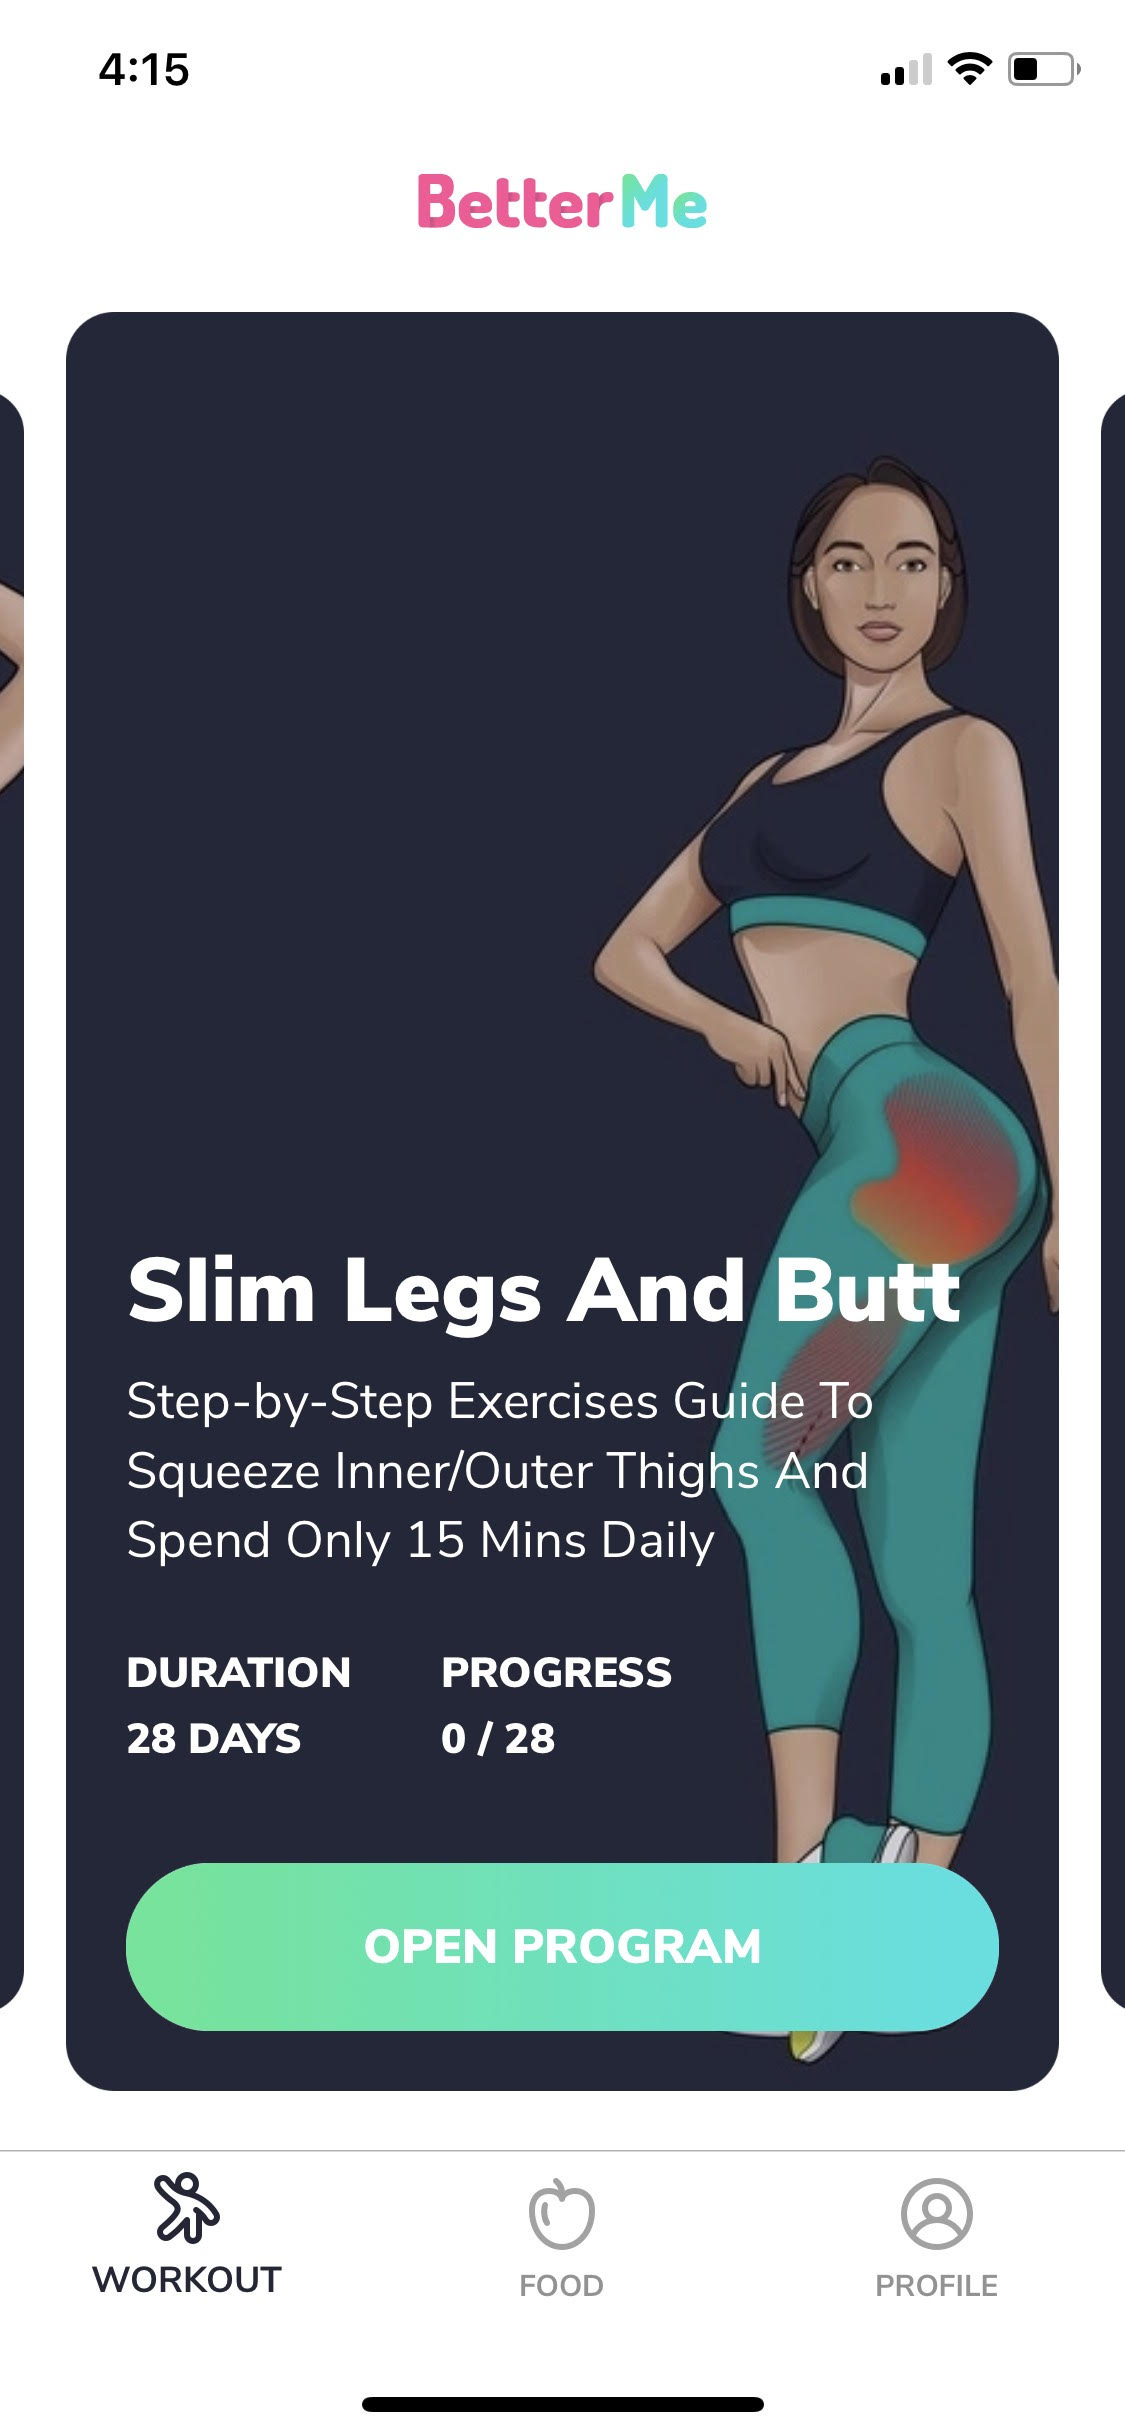 4:15
BetterMe
Slim Legs And Butt
Step-by-Step Exercises Guide To
Squeeze Inner/Outer Thighs And
Spend Only 15 Mins Daily
DURATION PROGRESS
28 DAYS 0 / 28
OPEN PROGRAM
WORKOUT FOOD PROFILE